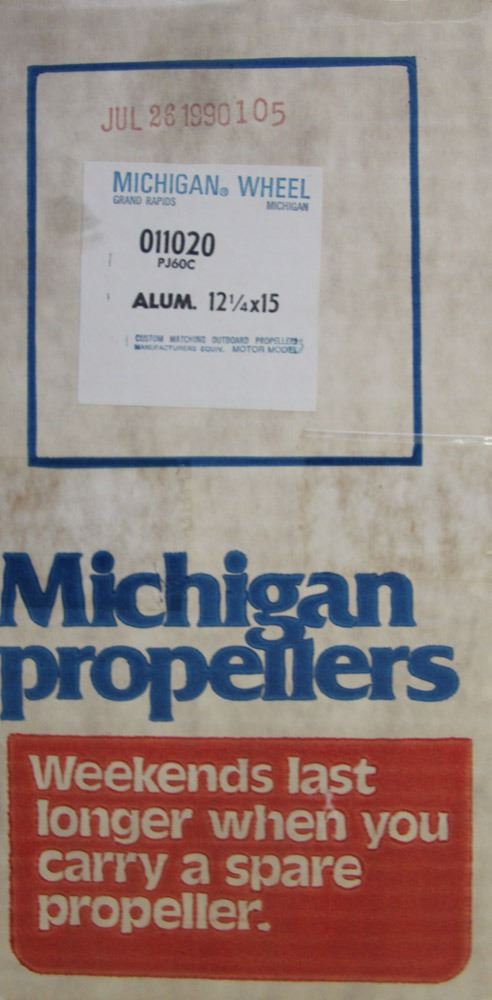 JUL 26 1990 105
MICHIGAN® WHEEL
GRAND RAPIDS MICHIGAN
011020
PJ60C
ALUM. 12¼x15
CUSTOM MATCHING OUTBOARD PROPELLERS
MANUFACTURERS EQUIV. MOTOR MODEL
Michigan
propellers
Weekends last
longer when you
carry a spare
propeller.